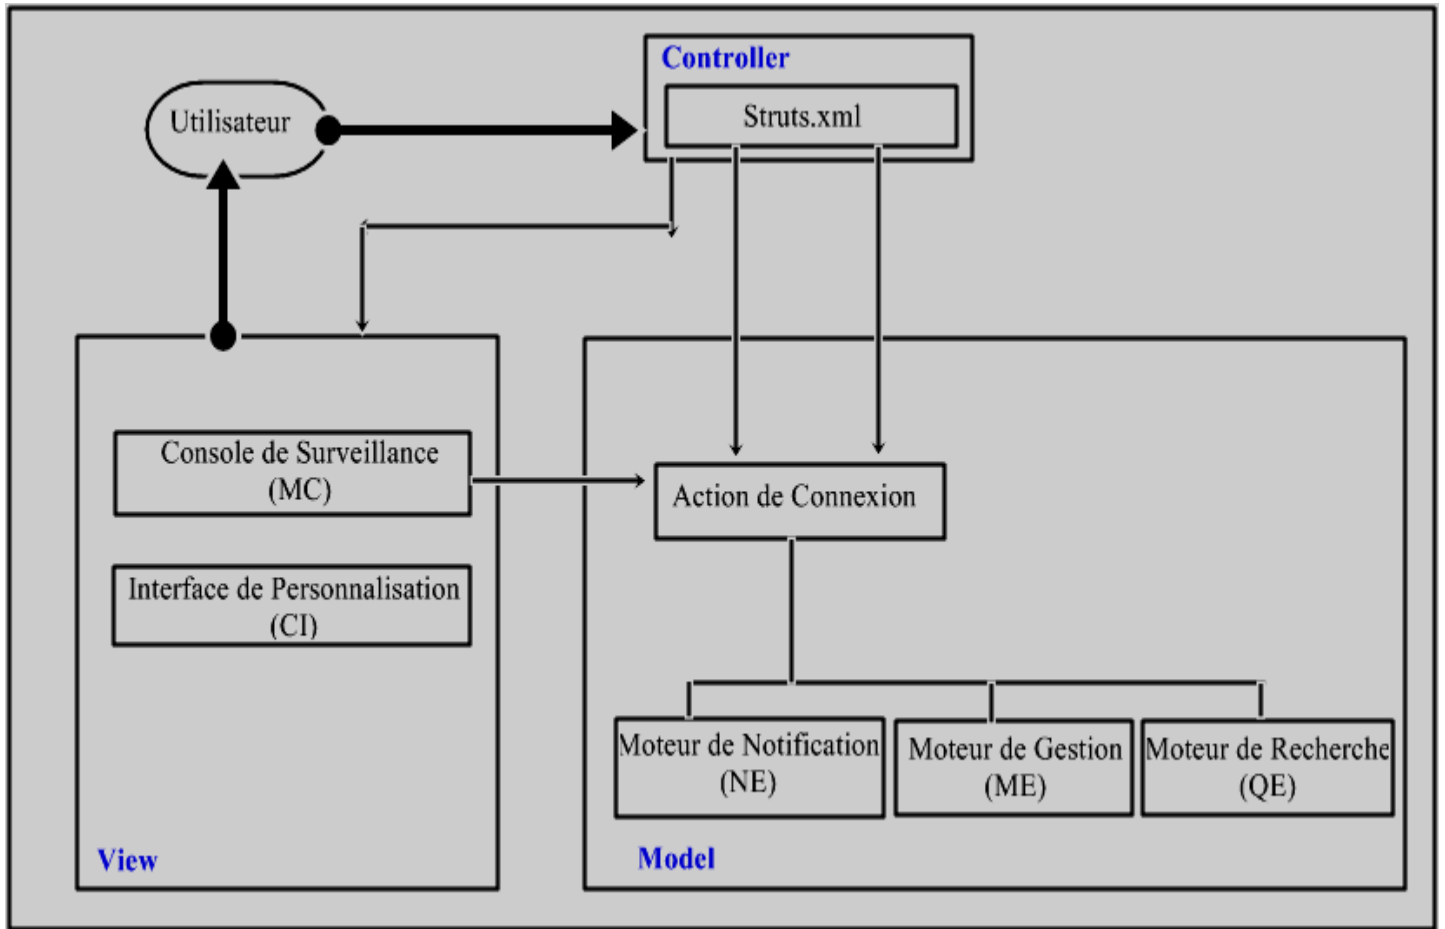 Controller
Struts.xml
Utilisateur
Console de Surveillance
(MC)
Action de Connexion
Interface de Personnalisation
(CI)
Moteur de Notification
(NE)
Moteur de Gestion
(ME)
Moteur de Recherche
(QE)
View
Model